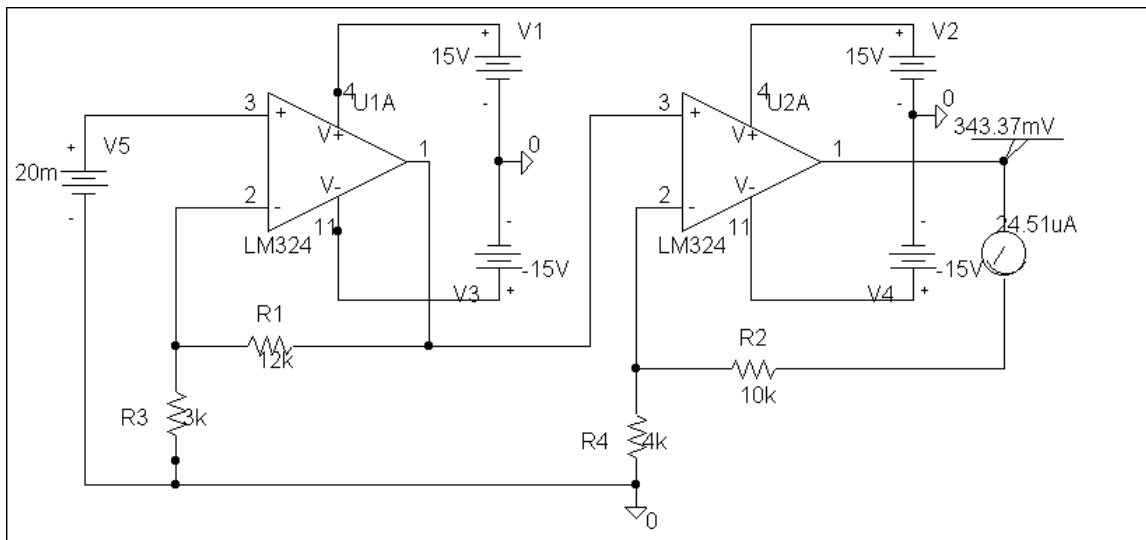 V1
V2
+
15V
+
15V
4
U1A
4
U2A
-
-
3
+
V+
3
+
V+
0
343.37mV
+
V5
20m
1
0
1
-
2
-
V-
11
-
2
-
V-
11
-
24.51uA
LM324
-15V
LM324
-15V
V3
+
V4
+
R1
12k
R2
10k
R3
3k
R4
4k
0